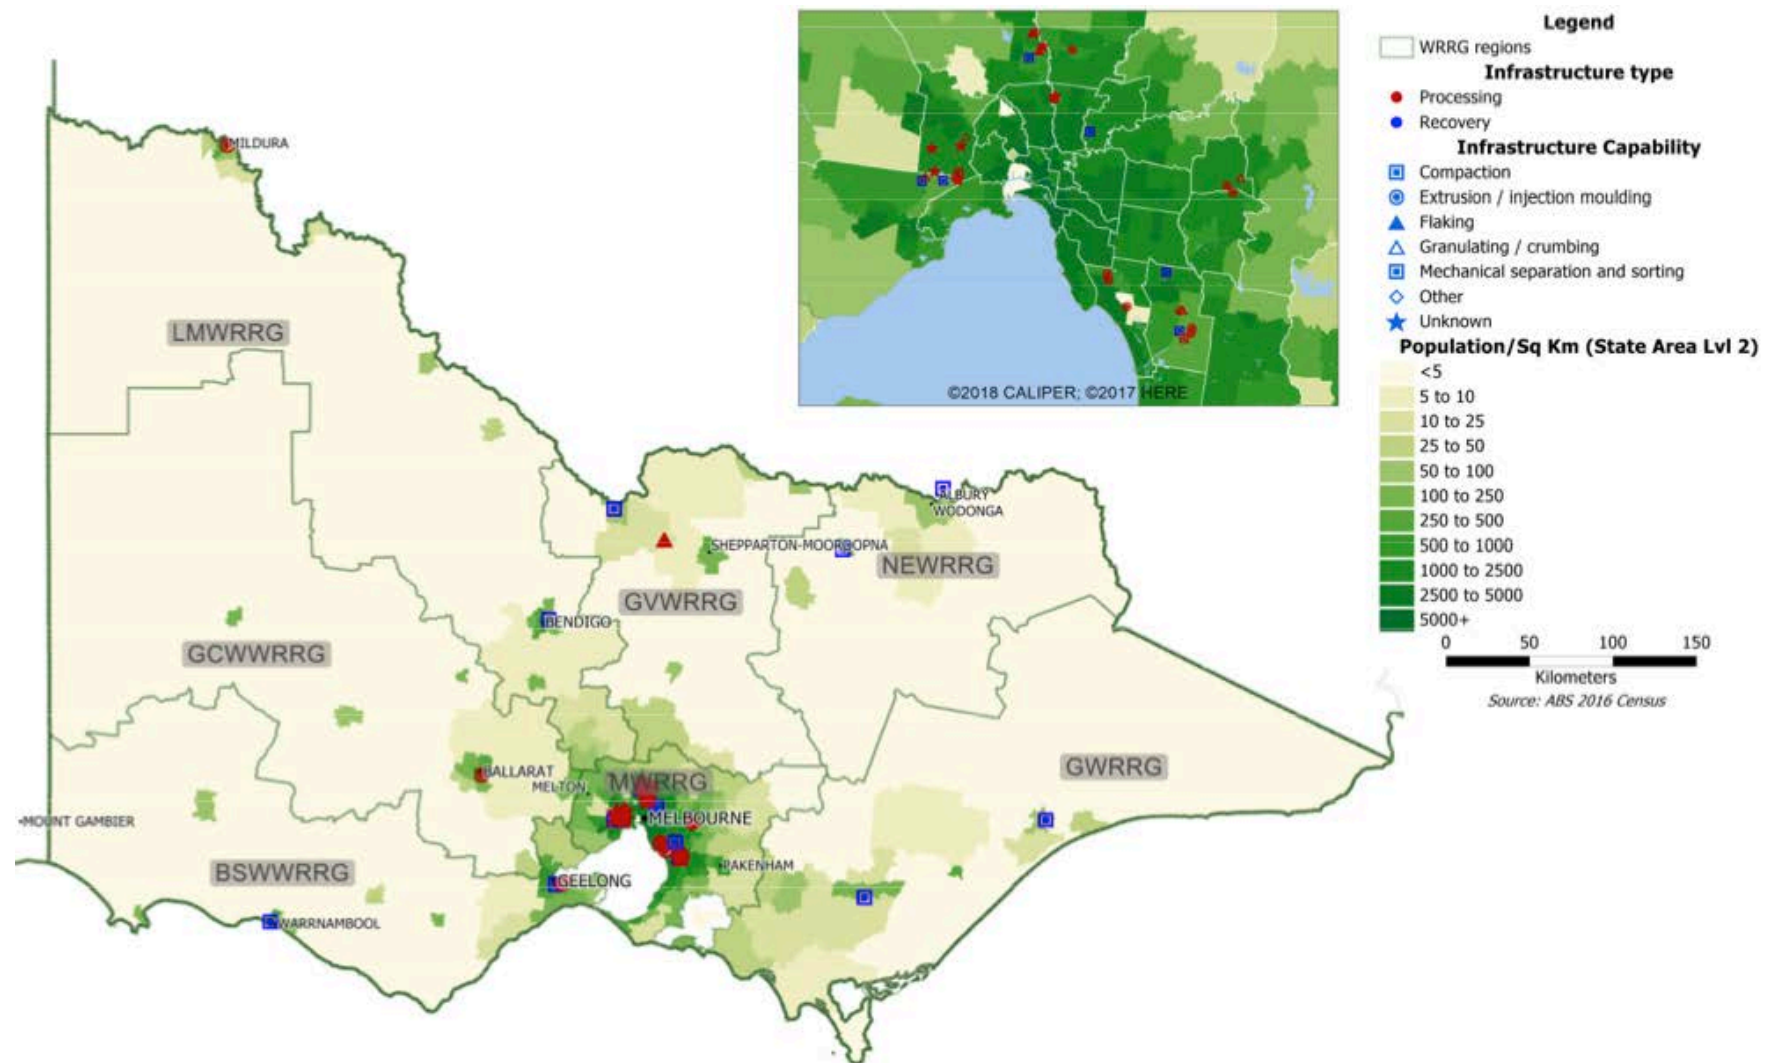 Legend
WRRG regions
Infrastructure type
Processing
Recovery
Infrastructure Capability
Compaction
Extrusion / injection moulding
Flaking
Granulating / crumbing
Mechanical separation and sorting
Other
Unknown
Population/Sq Km (State Area Lvl 2)
<5
5 to 10
10 to 25
25 to 50
50 to 100
100 to 250
250 to 500
500 to 1000
1000 to 2500
2500 to 5000
5000+
0 50 100 150
Kilometers
Source: ABS 2016 Census
©2018 CALIPER; ©2017 HERE
MILDURA
LMWRRG
ALBURY
WODONGA
SHEPPARTON-MOOROOPNA
NEWRRG
GVWRRG
BENDIGO
GCWWRRG
GWRRG
BALLARAT
MELTON
MWRRG
MELBOURNE
MOUNT GAMBIER
PAKENHAM
BSWWRRG
GEELONG
WARRNAMBOOL